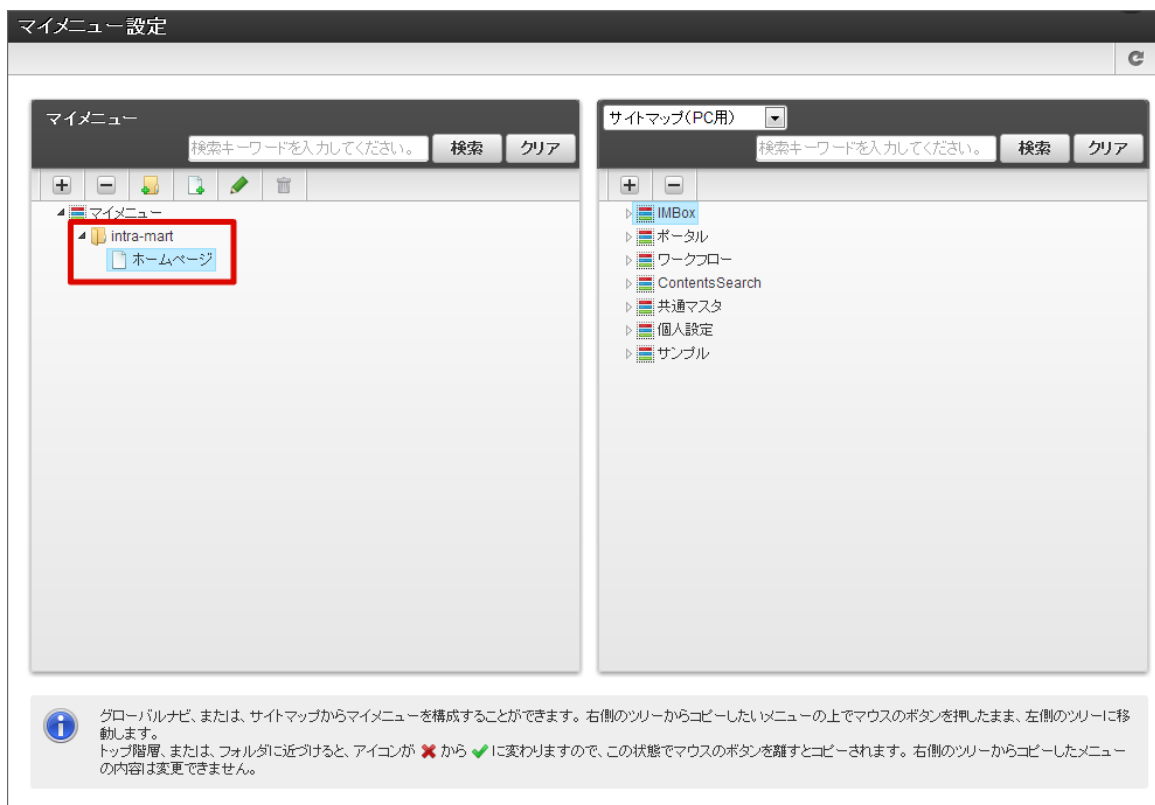 マイメニュー設定
マイメニュー
検索キーワードを入力してください。 検索 クリア
マイメニュー
intra-mart
ホームページ
サイトマップ(PC用)
検索キーワードを入力してください。 検索 クリア
IMBox
ポータル
ワークフロー
ContentsSearch
共通マスタ
個人設定
サンプル
グローバルナビ、または、サイトマップからマイメニューを構成することができます。右側のツリーからコピーしたいメニューの上でマウスのボタンを押したまま、左側のツリーに移
動します。
トップ階層、または、フォルダに近づけると、アイコンが から に変わりますので、この状態でマウスのボタンを離すとコピーされます。右側のツリーからコピーしたメニュー
の内容は変更できません。